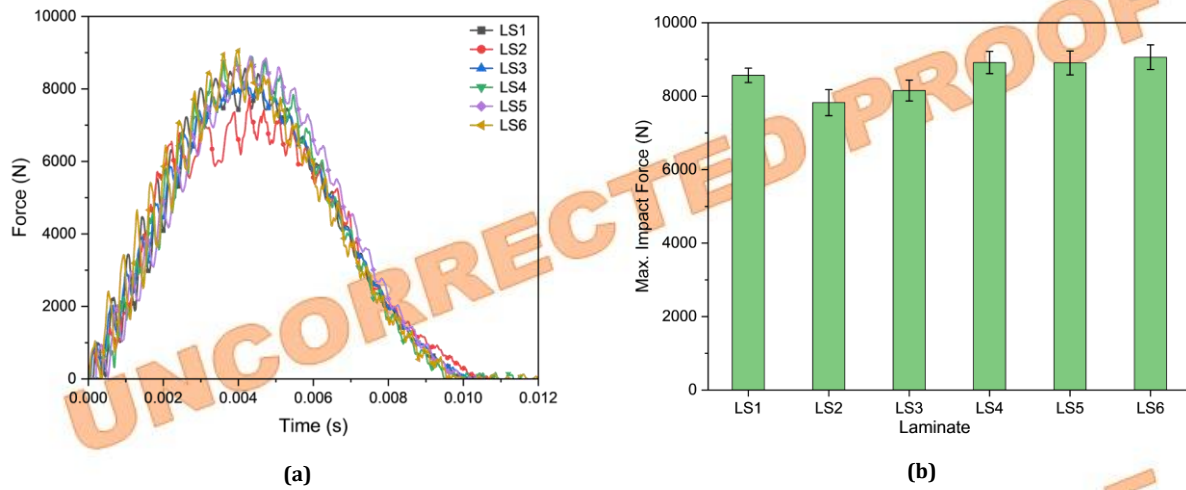 10000
8000
6000
4000
2000
0
Force (N)
0.000 0.002 0.004 0.006 0.008 0.010 0.012
Time (s)
LS1
LS2
LS3
LS4
LS5
LS6
(a)
10000
8000
6000
4000
2000
0
Max. Impact Force (N)
LS1 LS2 LS3 LS4 LS5 LS6
Laminate
(b)
UNCORRECTED PROOF